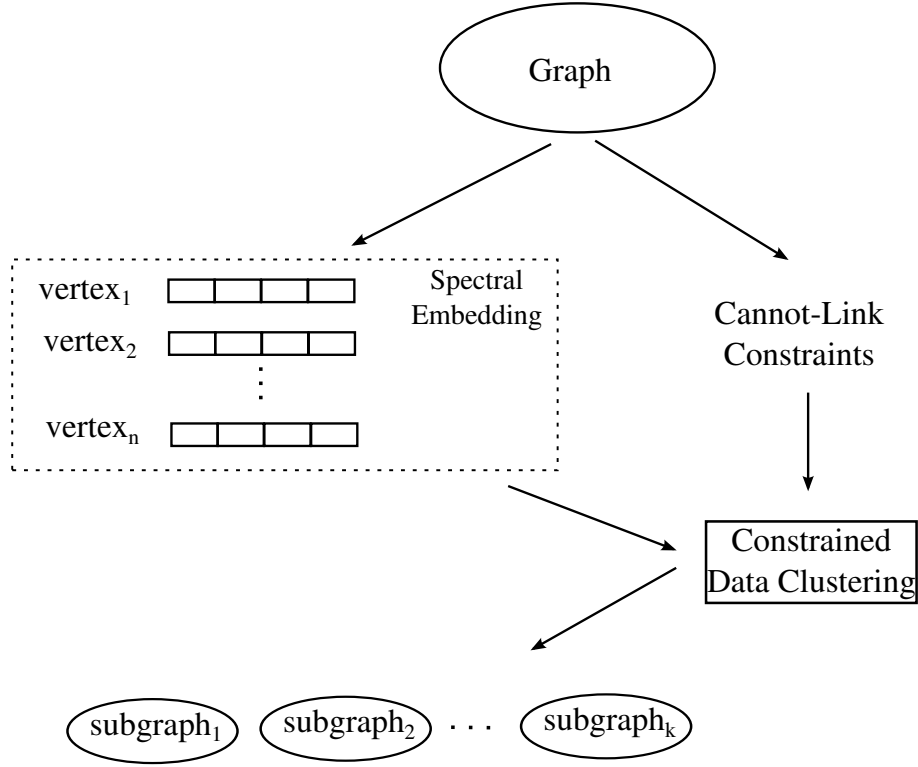 Graph
vertex₁
vertex₂
vertexₙ
Spectral
Embedding
Cannot-Link
Constraints
Constrained
Data Clustering
subgraph₁ subgraph₂ . . . subgraphₖ